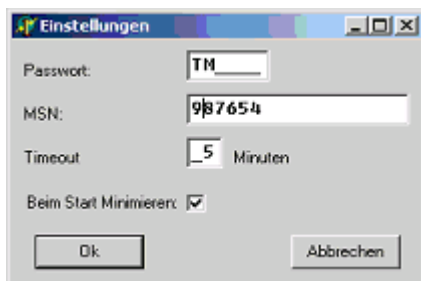 Einstellungen
Passwort: TM____
MSN: 987654
Timeout _5 Minuten
Beim Start Minimieren:
Ok Abbrechen